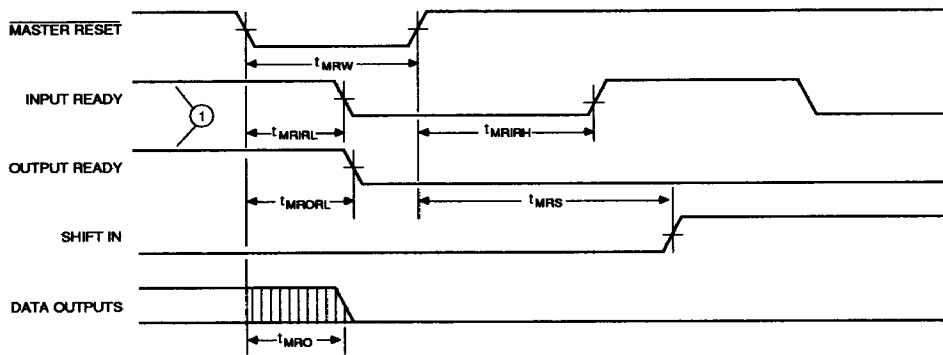 MASTER RESET
tMRW
INPUT READY
1
tMRIRL
tMRIRH
OUTPUT READY
tMRORL
tMRS
SHIFT IN
DATA OUTPUTS
tMRO